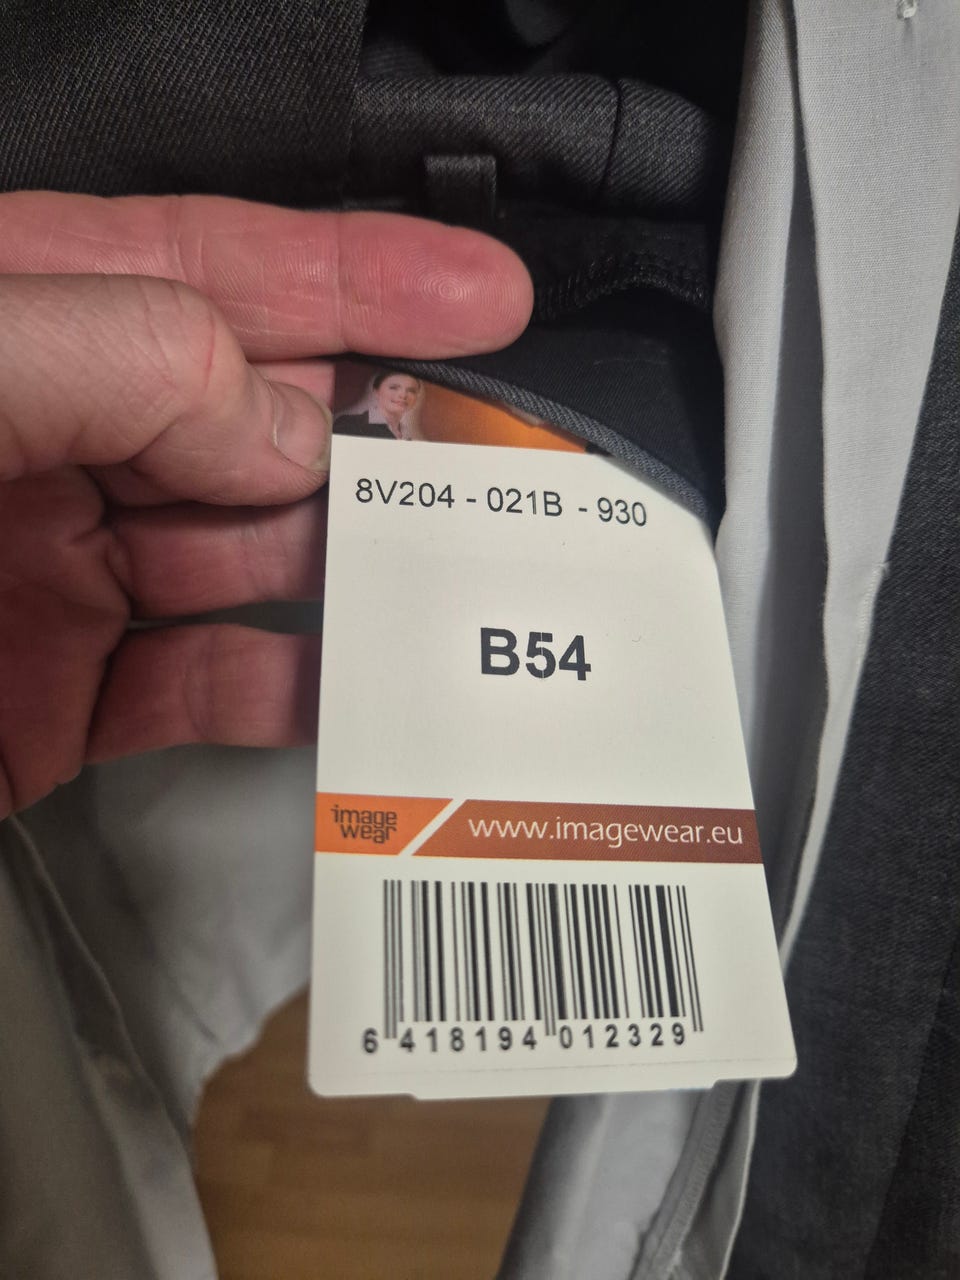 8V204 - 021B - 930
B54
image
wear
www.imagewear.eu
6 418194 012329